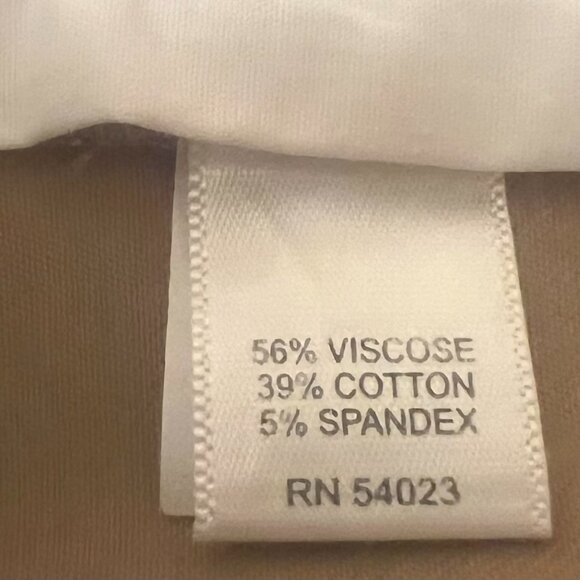 56% VISCOSE
39% COTTON
5% SPANDEX
RN 54023